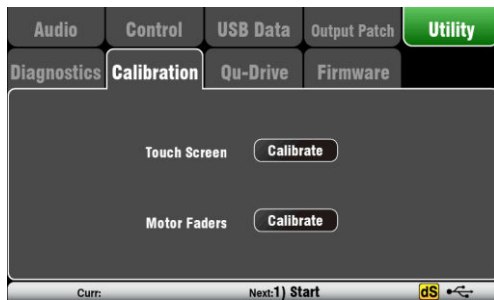 Audio Control USB Data Output Patch Utility
Diagnostics Calibration Qu-Drive Firmware
Touch Screen Calibrate
Motor Faders Calibrate
Curr: Next:1) Start dS